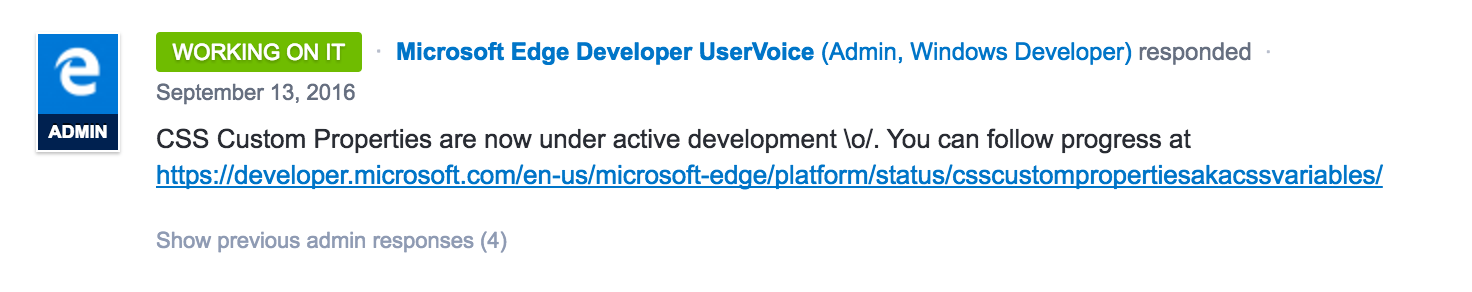 WORKING ON IT · Microsoft Edge Developer UserVoice (Admin, Windows Developer) responded ·
September 13, 2016
ADMIN
CSS Custom Properties are now under active development \o/. You can follow progress at
https://developer.microsoft.com/en-us/microsoft-edge/platform/status/csscustompropertiesakacssvariables/
Show previous admin responses (4)